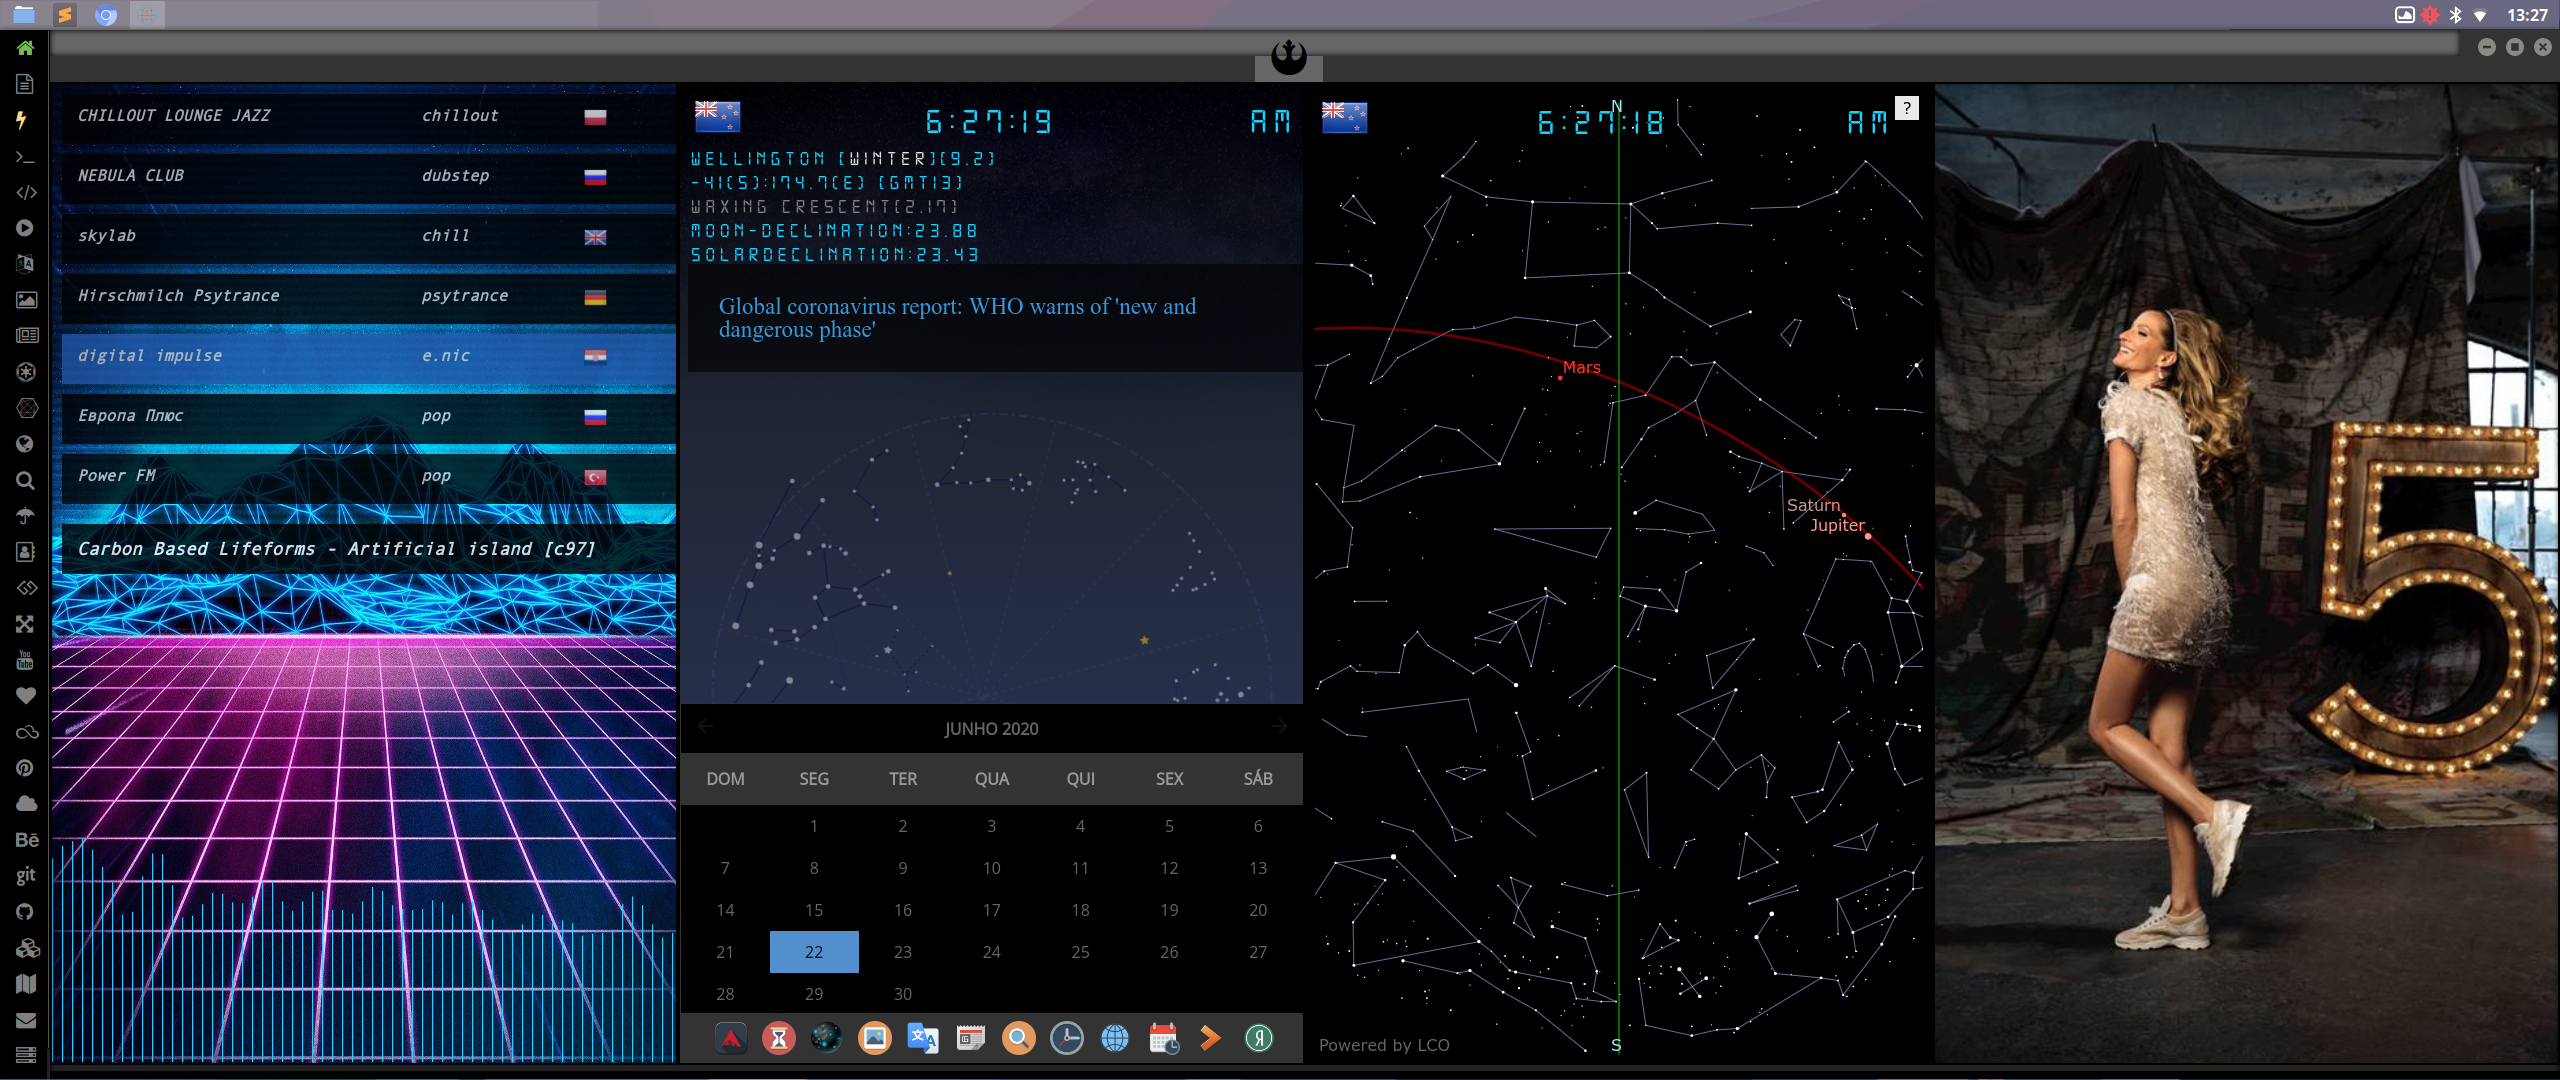 13:27
CHILLOUT LOUNGE JAZZ chillout
NEBULA CLUB dubstep
skylab chill
Hirschmilch Psytrance psytrance
digital impulse e.nic
Европа Плюс pop
Power FM pop
Carbon Based Lifeforms - Artificial island [c97]
You
Tube
Bē
git
6:27:19 AM
WELLINGTON [WINTER][9.2]
-41(S):174.7(E) [GMT13]
WAXING CRESCENT(2.17)
MOON-DECLINATION:23.88
SOLARDECLINATION:23.43
Global coronavirus report: WHO warns of 'new and
dangerous phase'
JUNHO 2020
DOM SEG TER QUA QUI SEX SÁB
1 2 3 4 5 6
7 8 9 10 11 12 13
14 15 16 17 18 19 20
21 22 23 24 25 26 27
28 29 30
Я
N
6:27:18 AM
?
Mars
Saturn
Jupiter
S
Powered by LCO
5